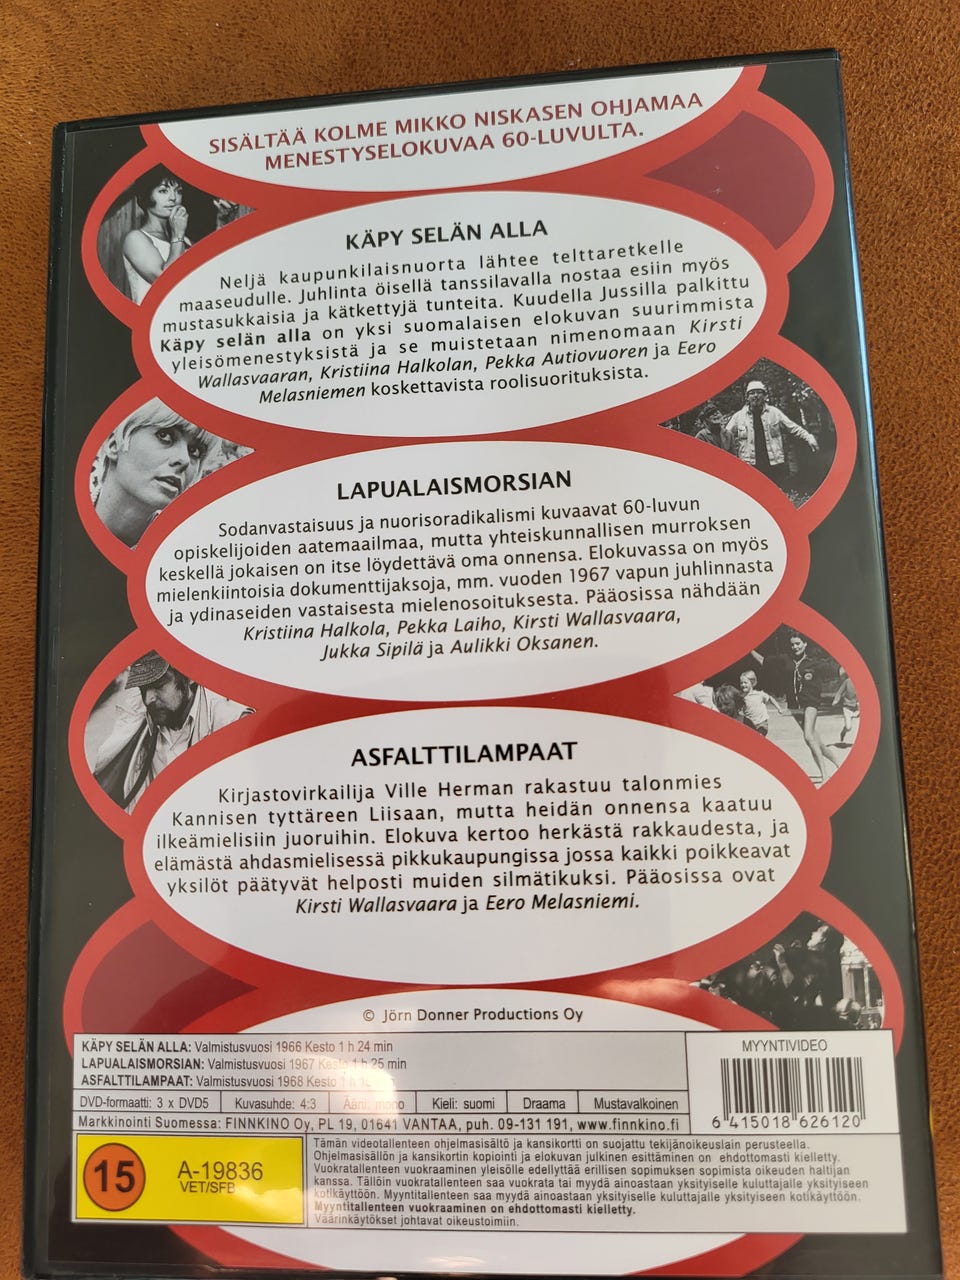 SISÄLTÄÄ KOLME MIKKO NISKASEN OHJAMAA
MENESTYSELOKUVAA 60-LUVULTA.
KÄPY SELÄN ALLA
Neljä kaupunkilaisnuorta lähtee telttaretkelle
maaseudulle. Juhlinta öisellä tanssilavalla nostaa esiin myös
mustasukkaisia ja kätkettyjä tunteita. Kuudella Jussilla palkittu
Käpy selän alla on yksi suomalaisen elokuvan suurimmista
yleisömenestyksistä ja se muistetaan nimenomaan Kirsti
Wallasvaaran, Kristiina Halkolan, Pekka Autiovuoren ja Eero
Melasniemen koskettavista roolisuorituksista.
LAPUALAISMORSIAN
Sodanvastaisuus ja nuorisoradikalismi kuvaavat 60-luvun
opiskelijoiden aatemaailmaa, mutta yhteiskunnallisen murroksen
keskellä jokaisen on itse löydettävä oma onnensa. Elokuvassa on myös
mielenkiintoisia dokumenttijaksoja, mm. vuoden 1967 vapun juhlinnasta
ja ydinaseiden vastaisesta mielenosoituksesta. Pääosissa nähdään
Kristiina Halkola, Pekka Laiho, Kirsti Wallasvaara,
Jukka Sipilä ja Aulikki Oksanen.
ASFALTTILAMPAAT
Kirjastovirkailija Ville Herman rakastuu talonmies
Kannisen tyttäreen Liisaan, mutta heidän onnensa kaatuu
ilkeämielisiin juoruihin. Elokuva kertoo herkästä rakkaudesta, ja
elämästä ahdasmielisessä pikkukaupungissa jossa kaikki poikkeavat
yksilöt päätyvät helposti muiden silmätikuksi. Pääosissa ovat
Kirsti Wallasvaara ja Eero Melasniemi.
© Jörn Donner Productions Oy
KÄPY SELÄN ALLA: Valmistusvuosi 1966 Kesto 1 h 24 min
LAPUALAISMORSIAN: Valmistusvuosi 1967 Kesto 1 h 25 min
ASFALTTILAMPAAT: Valmistusvuosi 1968 Kesto 1 h
DVD-formaatti: 3 x DVD5 Kuvasuhde: 4:3 Ääni: mono Kieli: suomi Draama Mustavalkoinen
Markkinointi Suomessa: FINNKINO Oy, PL 19, 01641 VANTAA, puh. 09-131 191, www.finnkino.fi
MYYNTIVIDEO
6 415018 626120
15
A-19836
VET/SFB
Tämän videotallenteen ohjelmasisältö ja kansikortti on suojattu tekijänoikeuslain perusteella.
Ohjelmasisällön ja kansikortin kopiointi ja elokuvan julkinen esittäminen on ehdottomasti kielletty.
Vuokratallenteen vuokraaminen yleisölle edellyttää erillisen sopimuksen sopimista oikeuden haltijan
kanssa. Tällöin vuokratallenteen saa vuokrata tai myydä ainoastaan yksityiselle kuluttajalle yksityiseen
kotikäyttöön. Myyntitallenteen saa myydä ainoastaan yksityiselle kuluttajalle yksityiseen kotikäyttöön.
Myyntitallenteen vuokraaminen on ehdottomasti kielletty.
Väärinkäytökset johtavat oikeustoimiin.